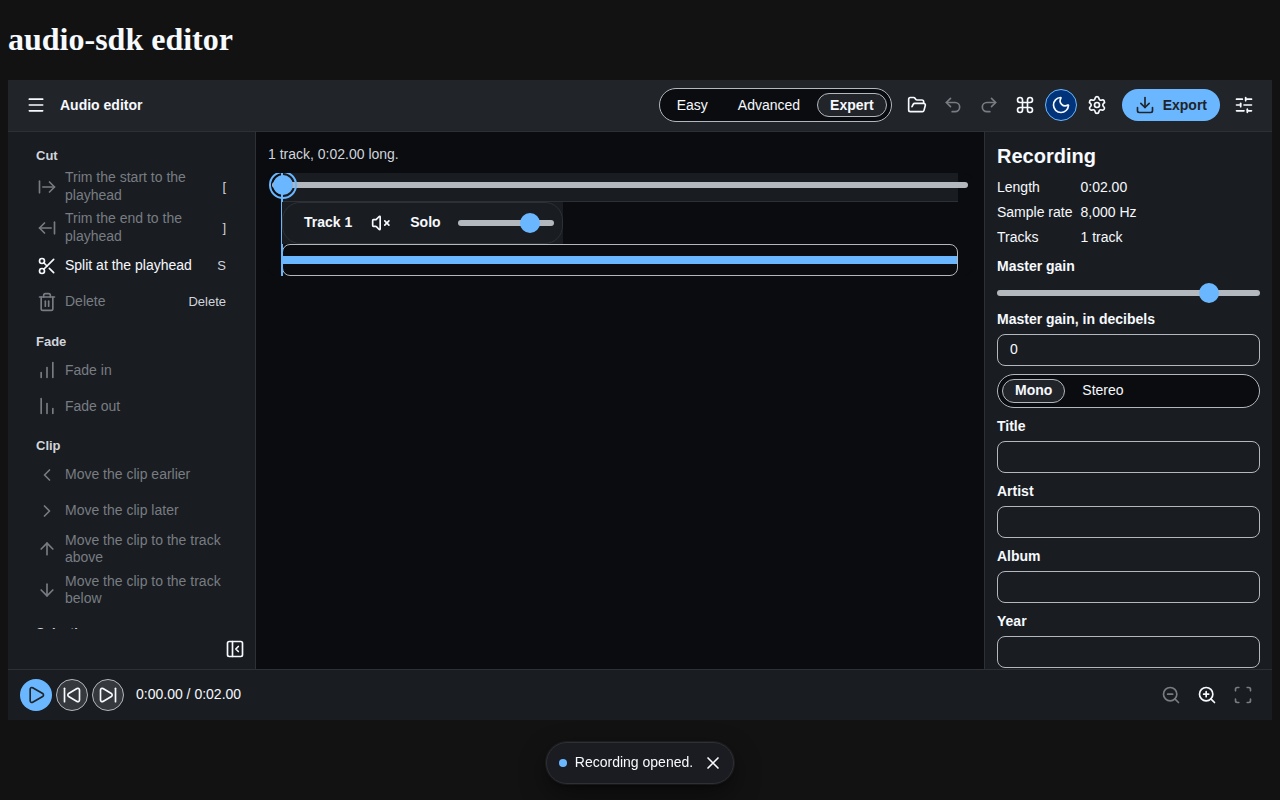 audio-sdk editor
Audio editor
Easy
Advanced
Expert
Export
Cut
Trim the start to the
playhead
[
Trim the end to the
playhead
]
Split at the playhead
S
Delete
Delete
Fade
Fade in
Fade out
Clip
Move the clip earlier
Move the clip later
Move the clip to the track
above
Move the clip to the track
below
1 track, 0:02.00 long.
Track 1
Solo
Recording
Length 0:02.00
Sample rate 8,000 Hz
Tracks 1 track
Master gain
Master gain, in decibels
0
Mono
Stereo
Title
Artist
Album
Year
0:00.00 / 0:02.00
Recording opened.